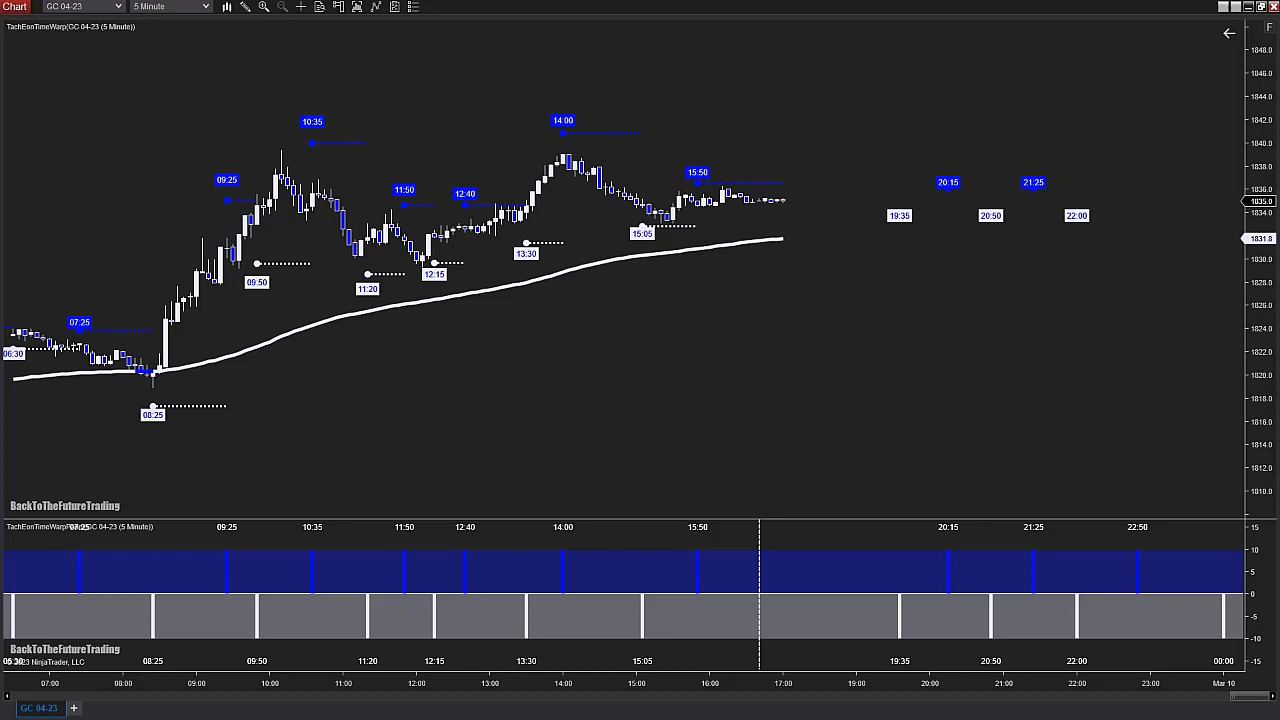 Chart GC 04-23 5 Minute
TachEonTimeWarp(GC 04-23 (5 Minute))
F
1848.0
1846.0
1844.0
10:35 14:00 1842.0
1840.0
1838.0
09:25 11:50 12:40 15:50 20:15 21:25 1836.0
1835.0
19:35 20:50 22:00 1834.0
15:05
1831.8
13:30 1830.0
09:50 11:20 12:15 1828.0
1826.0
07:25 1824.0
06:30 1822.0
1820.0
1818.0
08:25 1816.0
1814.0
1812.0
1810.0
BackToTheFutureTrading
TachEonTimeWarp (GC 04-23 (5 Minute)) 09:25 10:35 11:50 12:40 14:00 15:50 20:15 21:25 22:50 15
10
5
0
-5
-10
BackToTheFutureTrading
2023 NinjaTrader, LLC 08:25 09:50 11:20 12:15 13:30 15:05 19:35 20:50 22:00 00:00 -15
07:00 08:00 09:00 10:00 11:00 12:00 13:00 14:00 15:00 16:00 17:00 19:00 20:00 21:00 22:00 23:00 Mar 10
GC 04-23 +